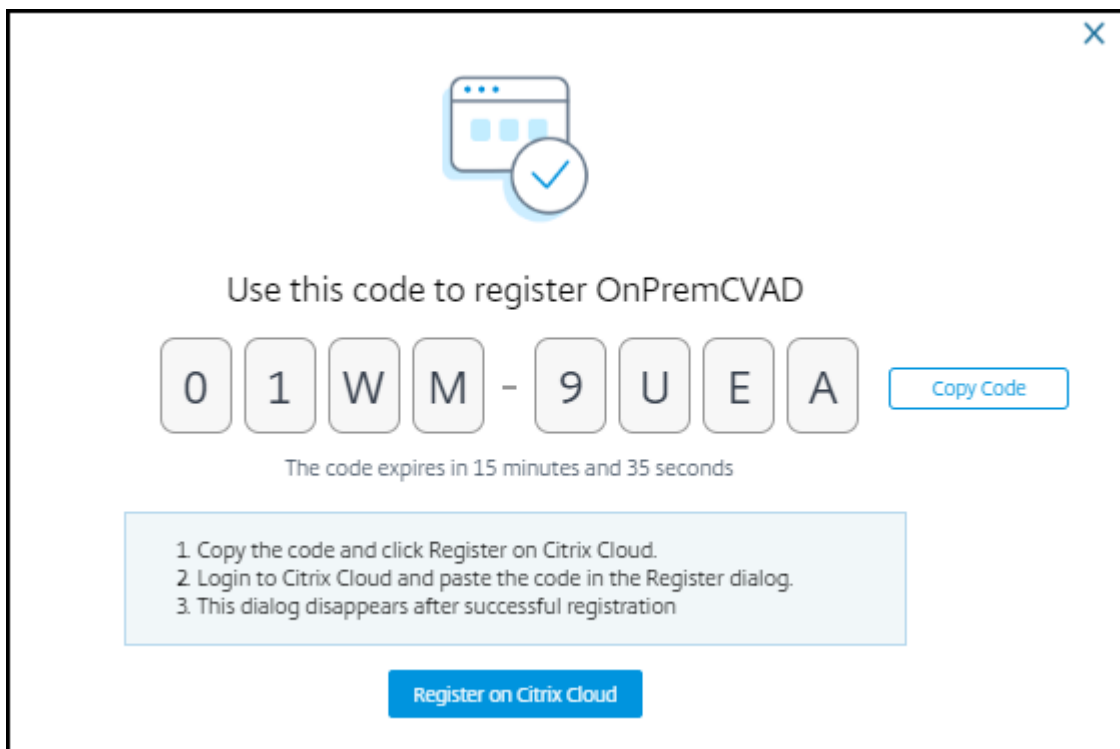 Use this code to register OnPremCVAD
01WM-9UEA
Copy Code
The code expires in 15 minutes and 35 seconds
1. Copy the code and click Register on Citrix Cloud.
2. Login to Citrix Cloud and paste the code in the Register dialog.
3. This dialog disappears after successful registration
Register on Citrix Cloud